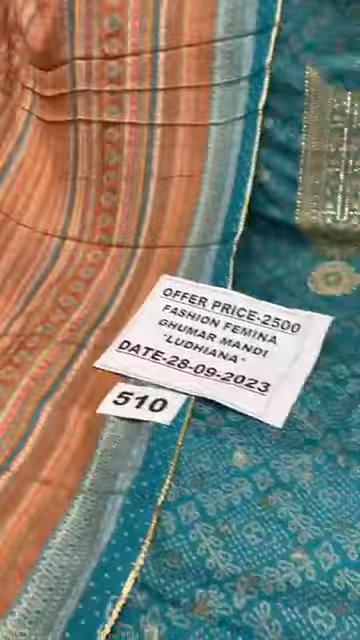 OFFER PRICE-2500
FASHION FEMINA
GHUMAR MANDI
"LUDHIANA"
DATE-28-09-2023
510